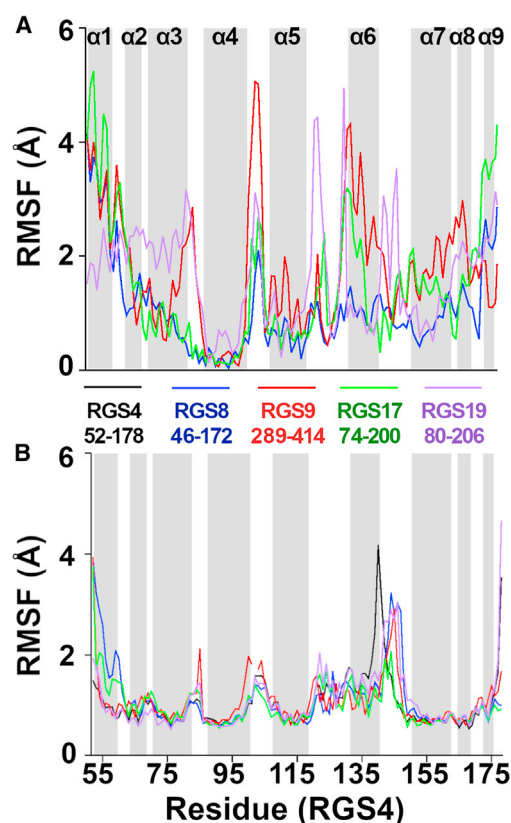 A
α1 α2 α3 α4 α5 α6 α7 α8 α9
RMSF (Å)
6
4
2
0
RGS4 RGS8 RGS9 RGS17 RGS19
52-178 46-172 289-414 74-200 80-206
B
RMSF (Å)
6
4
2
0
55 75 95 115 135 155 175
Residue (RGS4)